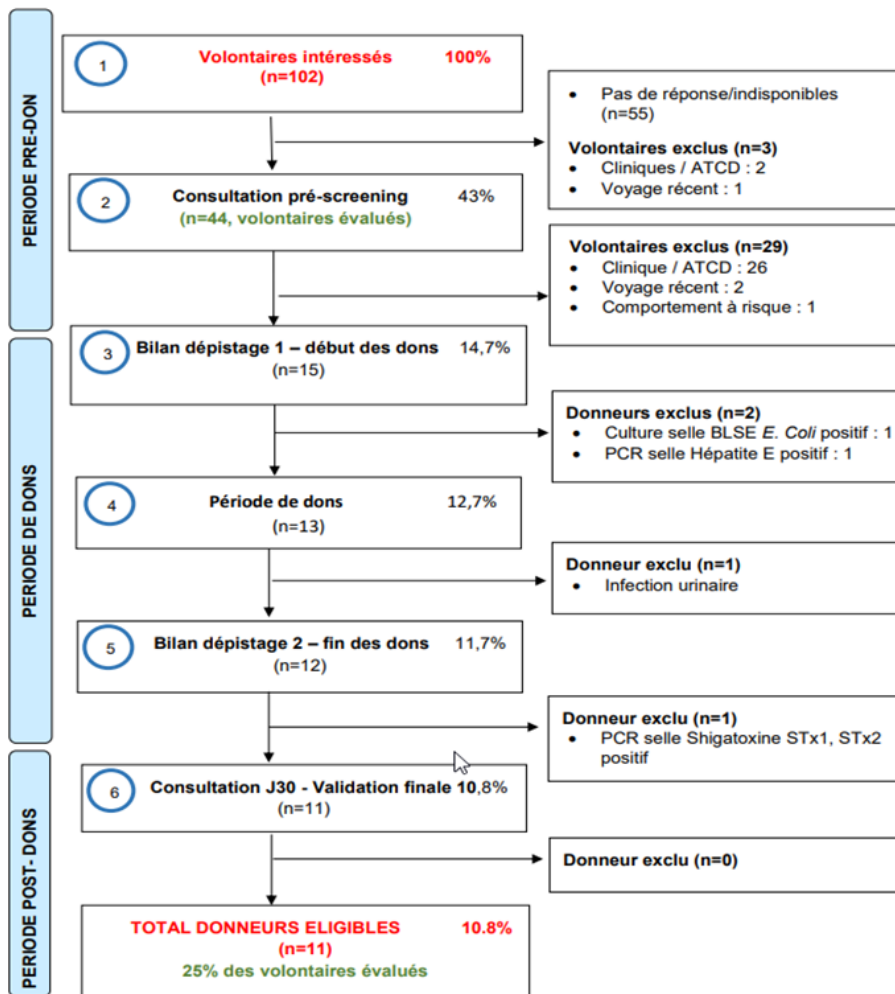 PERIODE PRE-DON
1
Volontaires intéressés 100%
(n=102)
• Pas de réponse/indisponibles
(n=55)
Volontaires exclus (n=3)
• Cliniques / ATCD : 2
• Voyage récent : 1
2
Consultation pré-screening 43%
(n=44, volontaires évalués)
Volontaires exclus (n=29)
• Clinique / ATCD : 26
• Voyage récent : 2
• Comportement à risque : 1
PERIODE DE DONS
3
Bilan dépistage 1 – début des dons 14,7%
(n=15)
Donneurs exclus (n=2)
• Culture selle BLSE E. Coli positif : 1
• PCR selle Hépatite E positif : 1
4
Période de dons 12,7%
(n=13)
Donneur exclu (n=1)
• Infection urinaire
5
Bilan dépistage 2 – fin des dons 11,7%
(n=12)
Donneur exclu (n=1)
• PCR selle Shigatoxine STx1, STx2
positif
PERIODE POST- DONS
6
Consultation J30 - Validation finale 10,8%
(n=11)
Donneur exclu (n=0)
TOTAL DONNEURS ELIGIBLES 10.8%
(n=11)
25% des volontaires évalués